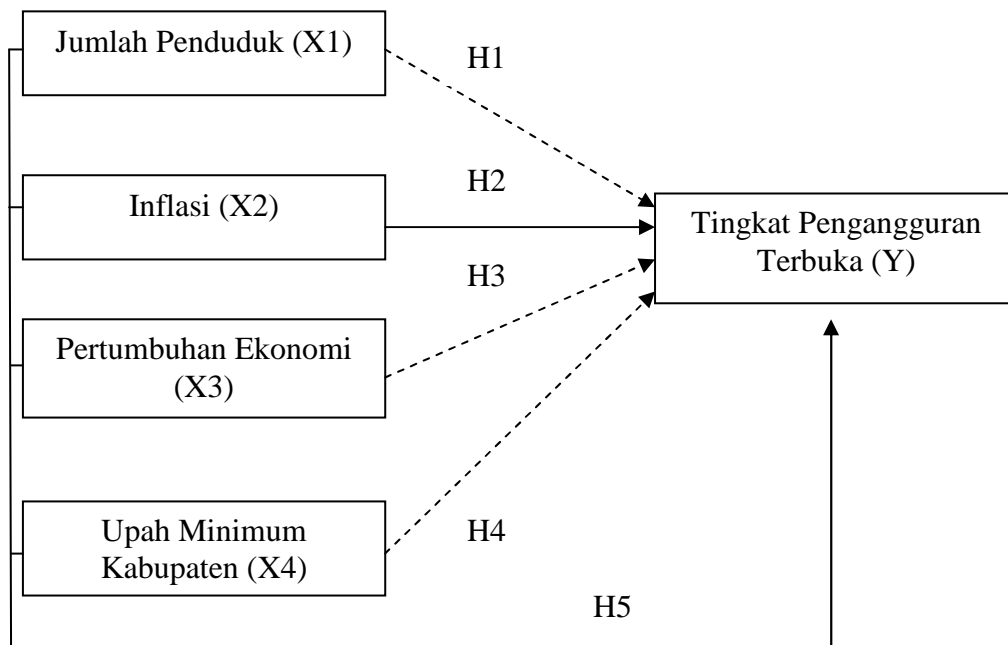 Jumlah Penduduk (X1)
H1
Inflasi (X2)
H2
Tingkat Pengangguran
Terbuka (Y)
H3
Pertumbuhan Ekonomi
(X3)
Upah Minimum
Kabupaten (X4)
H4
H5